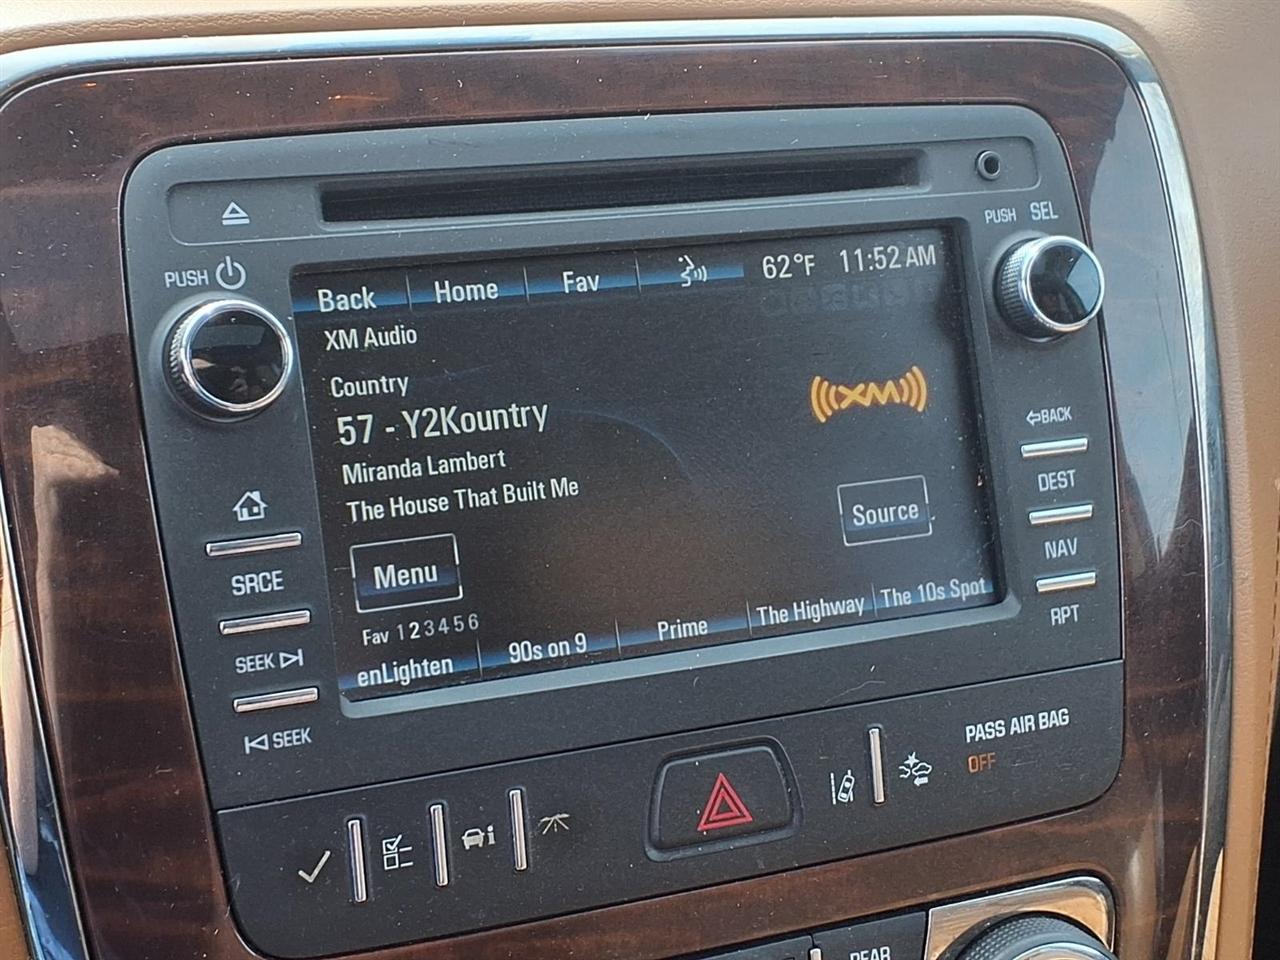 PUSH
SEL
PUSH
Back Home Fav 62°F 11:52 AM
XM Audio
Country
57 - Y2Kountry
Miranda Lambert
The House That Built Me
XM
Source
Menu
Fav 1 2 3 4 5 6
enLighten 90s on 9 Prime The Highway The 10s Spot
SRCE
SEEK
SEEK
BACK
DEST
NAV
RPT
PASS AIR BAG
OFF
REAR